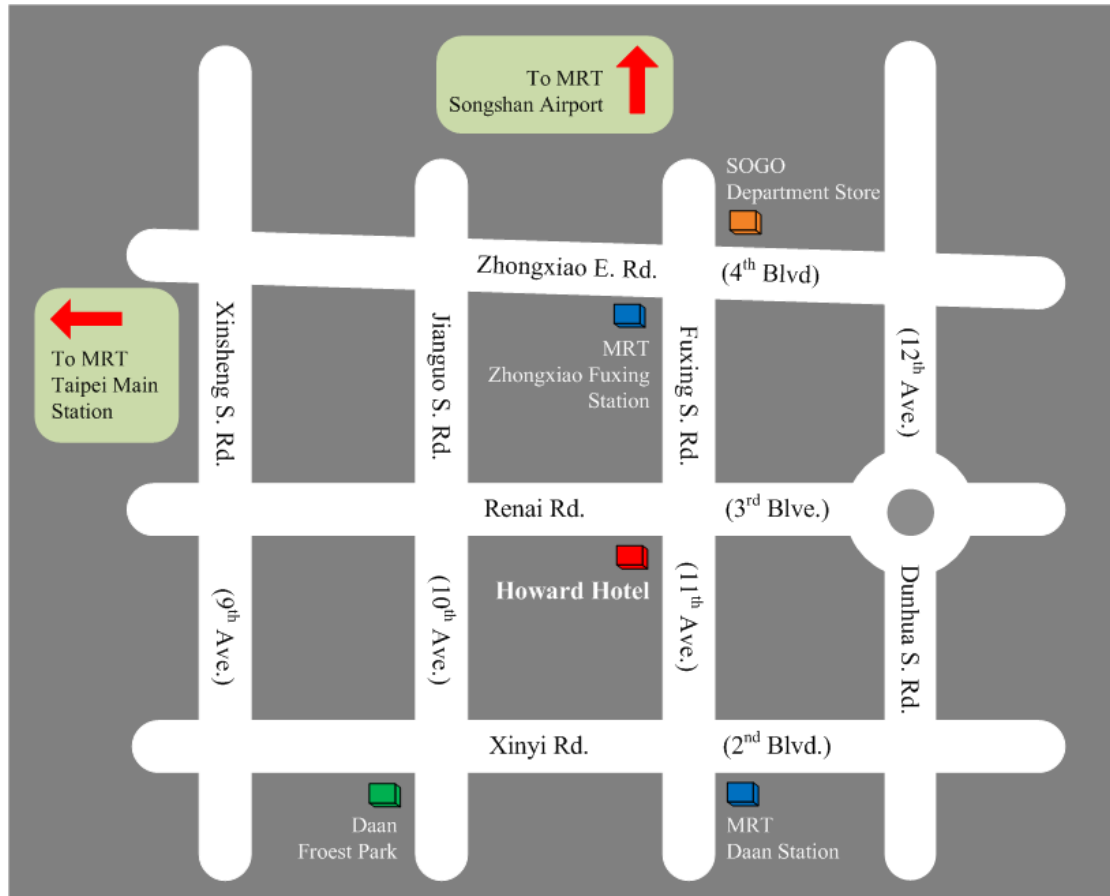 To MRT
Songshan Airport
SOGO
Department Store
Zhongxiao E. Rd.
(4th Blvd)
To MRT
Taipei Main
Station
Xinsheng S. Rd.
Jianguo S. Rd.
MRT
Zhongxiao Fuxing
Station
Fuxing S. Rd.
(12th Ave.)
Renai Rd.
(3rd Blve.)
Howard Hotel
(9th Ave.)
(10th Ave.)
(11th Ave.)
Dunhua S. Rd.
Xinyi Rd.
(2nd Blvd.)
Daan
Froest Park
MRT
Daan Station